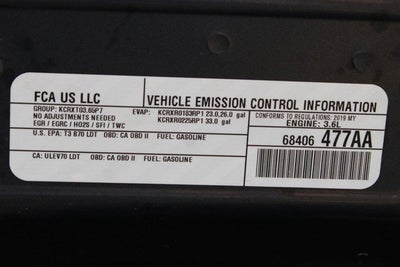 FCA US LLC
VEHICLE EMISSION CONTROL INFORMATION
GROUP: KCRXT03.65P7
EVAP: KCRXR0183RP1 23.0,26.0 gal
CONFORMS TO REGULATIONS: 2019 MY
NO ADJUSTMENTS NEEDED
KCRXR0225RP1 33.0 gal
ENGINE: 3.6L
EGR / EGRC / HO2S / SFI / TWC
U.S. EPA: T3 B70 LDT OBD: CA OBD II FUEL: GASOLINE
68406 477AA
CA: ULEV70 LDT OBD: CA OBD II FUEL: GASOLINE